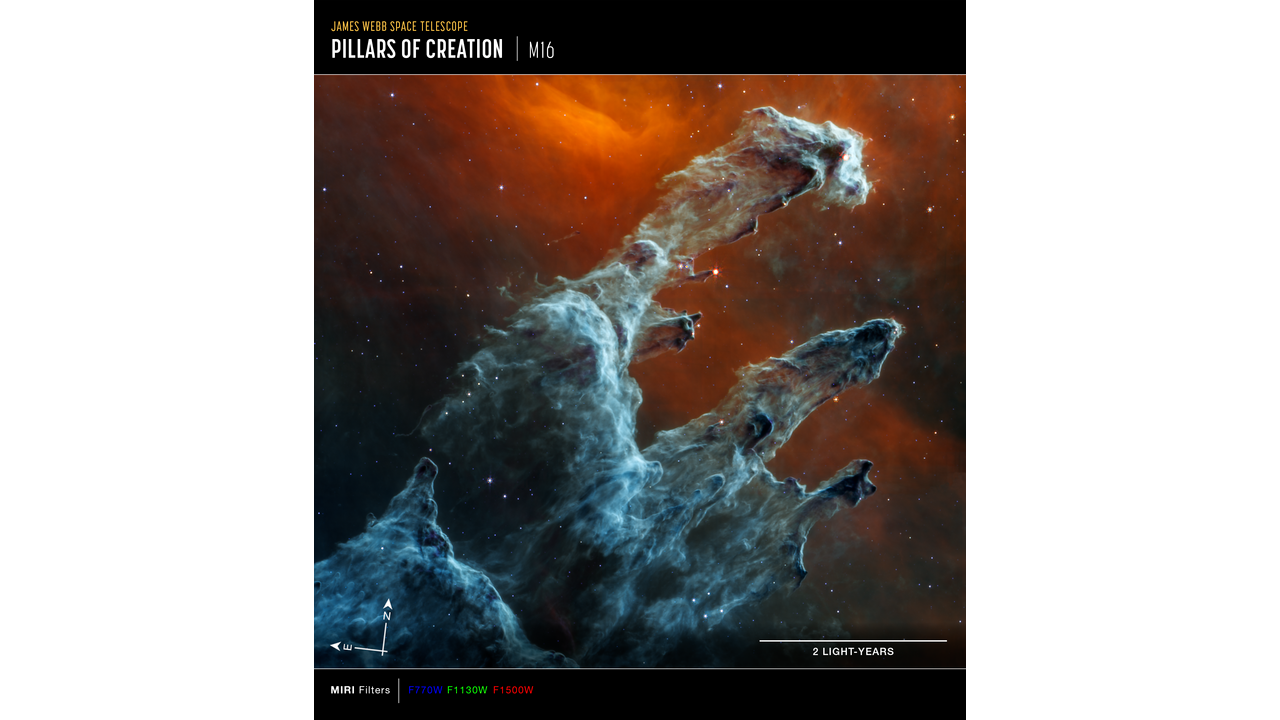 JAMES WEBB SPACE TELESCOPE
PILLARS OF CREATION | M16
N
E
2 LIGHT-YEARS
MIRI Filters | F770W F1130W F1500W